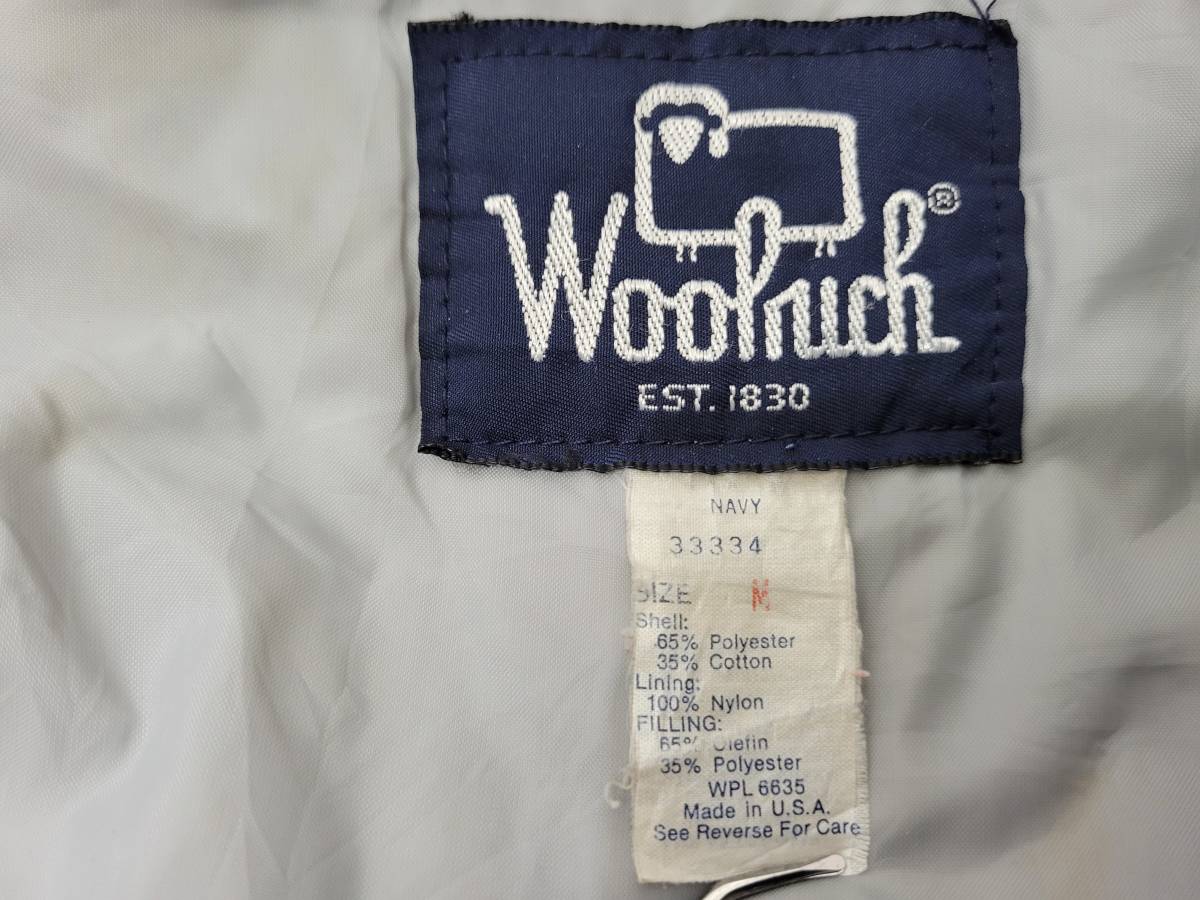 Woolrich®
EST. 1830
NAVY
33334
SIZE M
Shell:
65% Polyester
35% Cotton
Lining:
100% Nylon
FILLING:
65% Olefin
35% Polyester
WPL 6635
Made in U.S.A.
See Reverse For Care